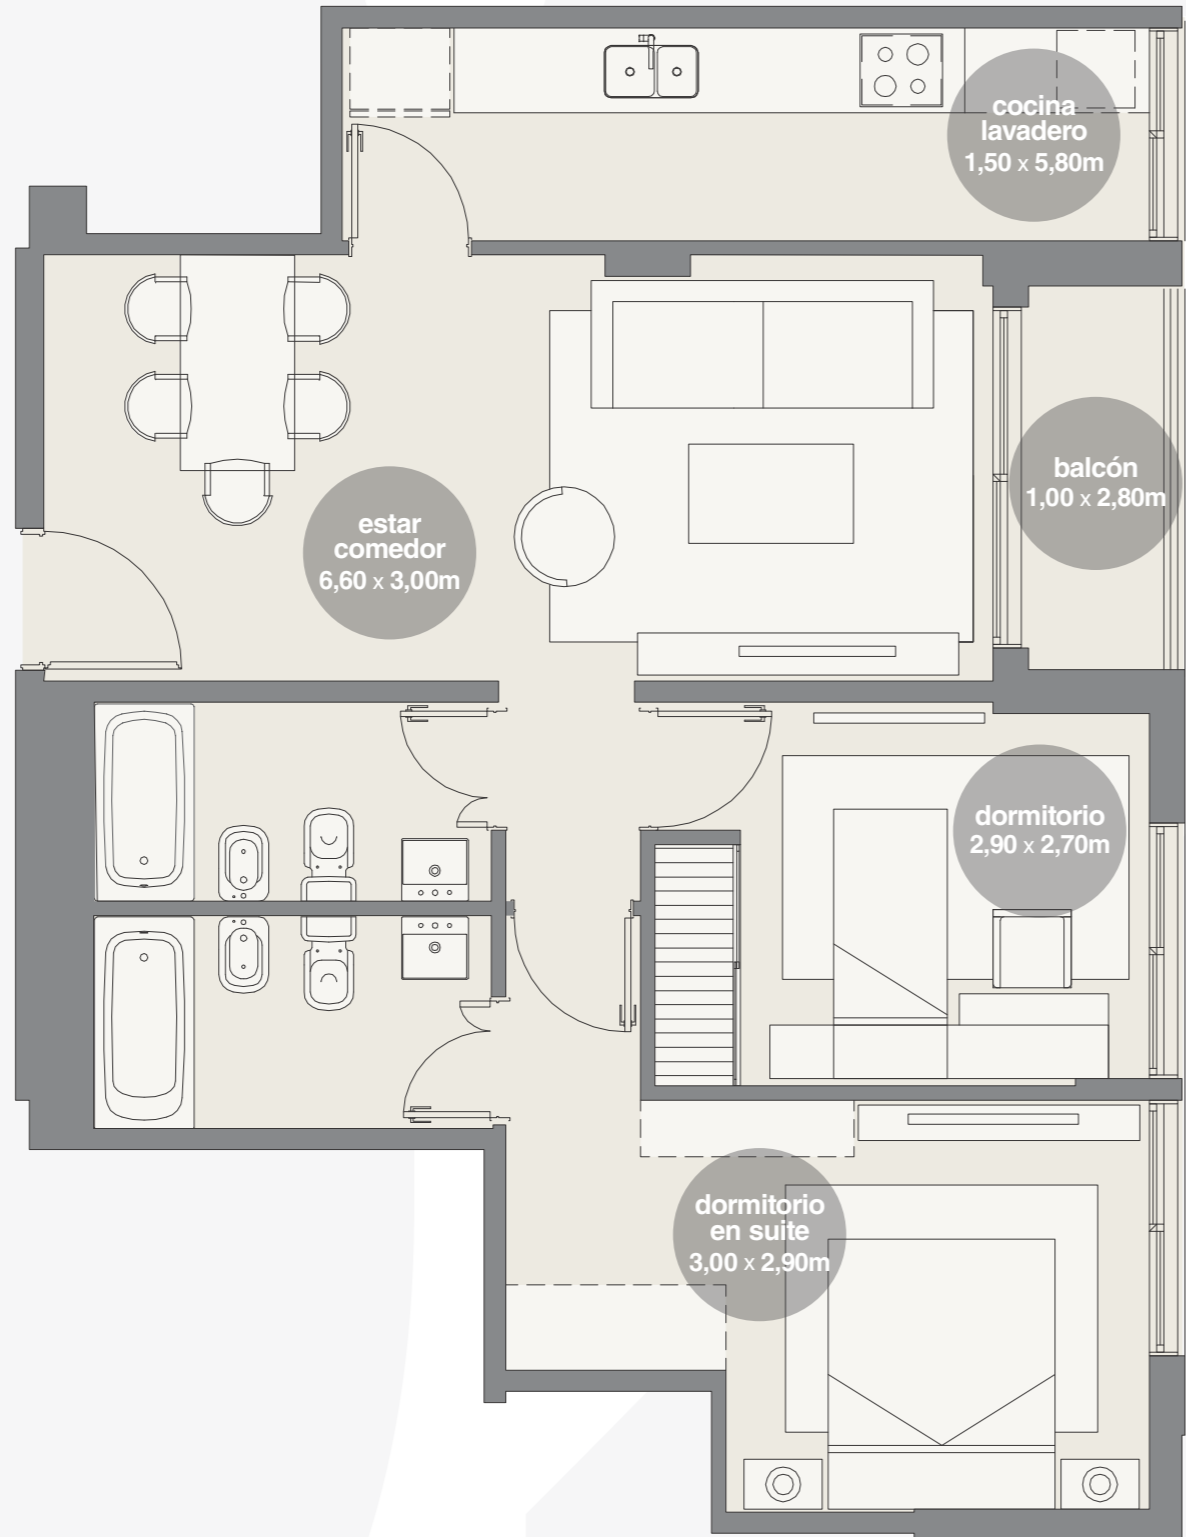 cocina
lavadero
1,50 x 5,80m
balcón
1,00 x 2,80m
estar
comedor
6,60 x 3,00m
dormitorio
2,90 x 2,70m
dormitorio
en suite
3,00 x 2,90m